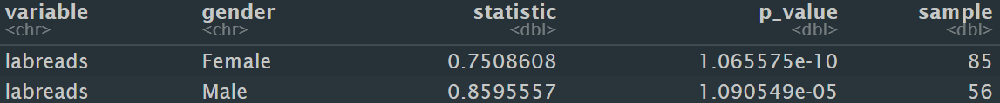 variable gender statistic p_value sample
<chr> <chr> <dbl> <dbl> <dbl>
labreads Female 0.7508608 1.065575e-10 85
labreads Male 0.8595557 1.090549e-05 56